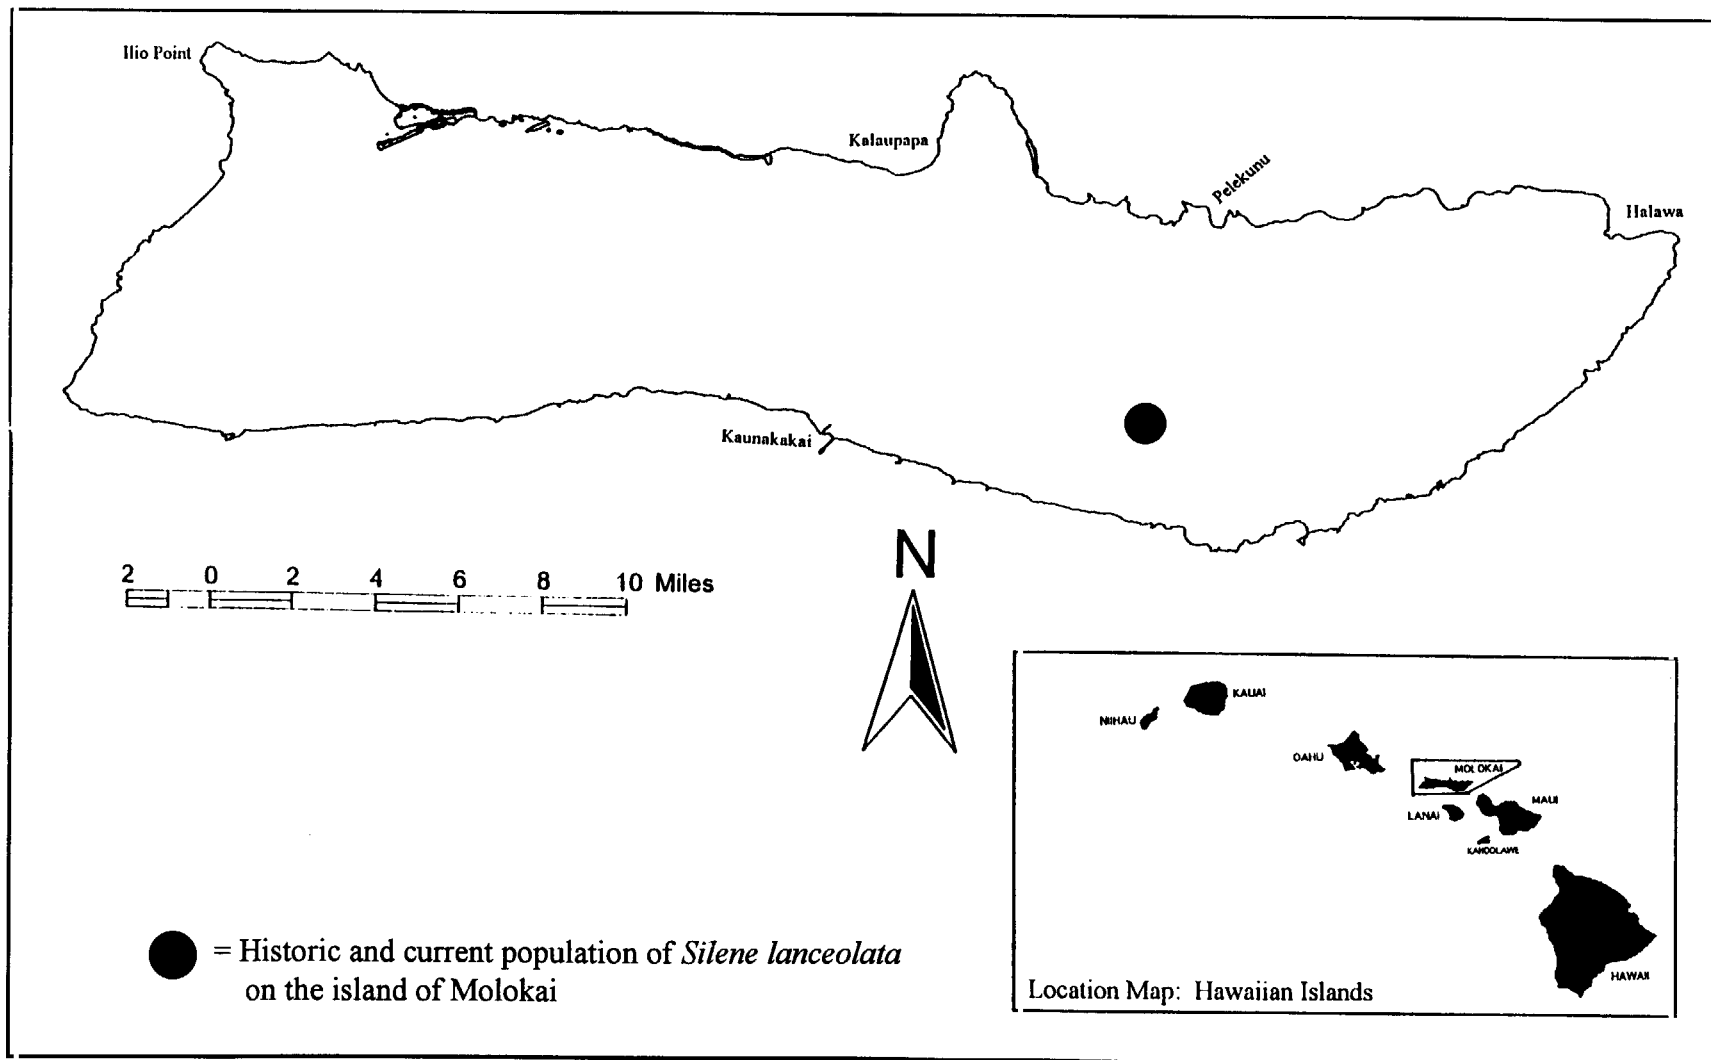 Ilio Point
Kalaupapa
Pelekunu
Halawa
Kaunakakai
N
2 0 2 4 6 8 10 Miles
KAUAI
NIIHAU
OAHU
MOLOKAI
LANAI
MAUI
KAHOOLAWE
HAWAII
= Historic and current population of Silene lanceolata
on the island of Molokai
Location Map: Hawaiian Islands